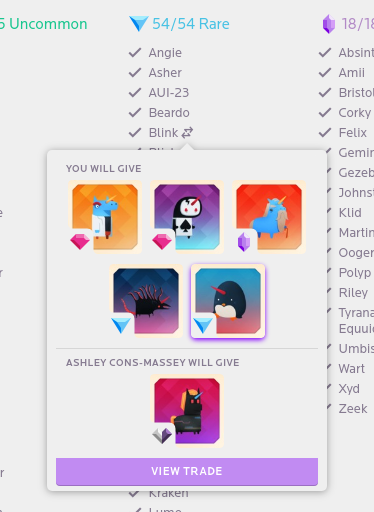 5 Uncommon
54/54 Rare
18/18
Angie
Asher
AUI-23
Beardo
Blink
Absint
Amii
Bristol
Corky
Felix
Gemin
Gezeb
Johnst
Klid
Martin
Ooger
Polyp
Riley
Tyrana
Equuic
Umbis
Wart
Xyd
Zeek
YOU WILL GIVE
ASHLEY CONS-MASSEY WILL GIVE
VIEW TRADE
Kraken
Lumo